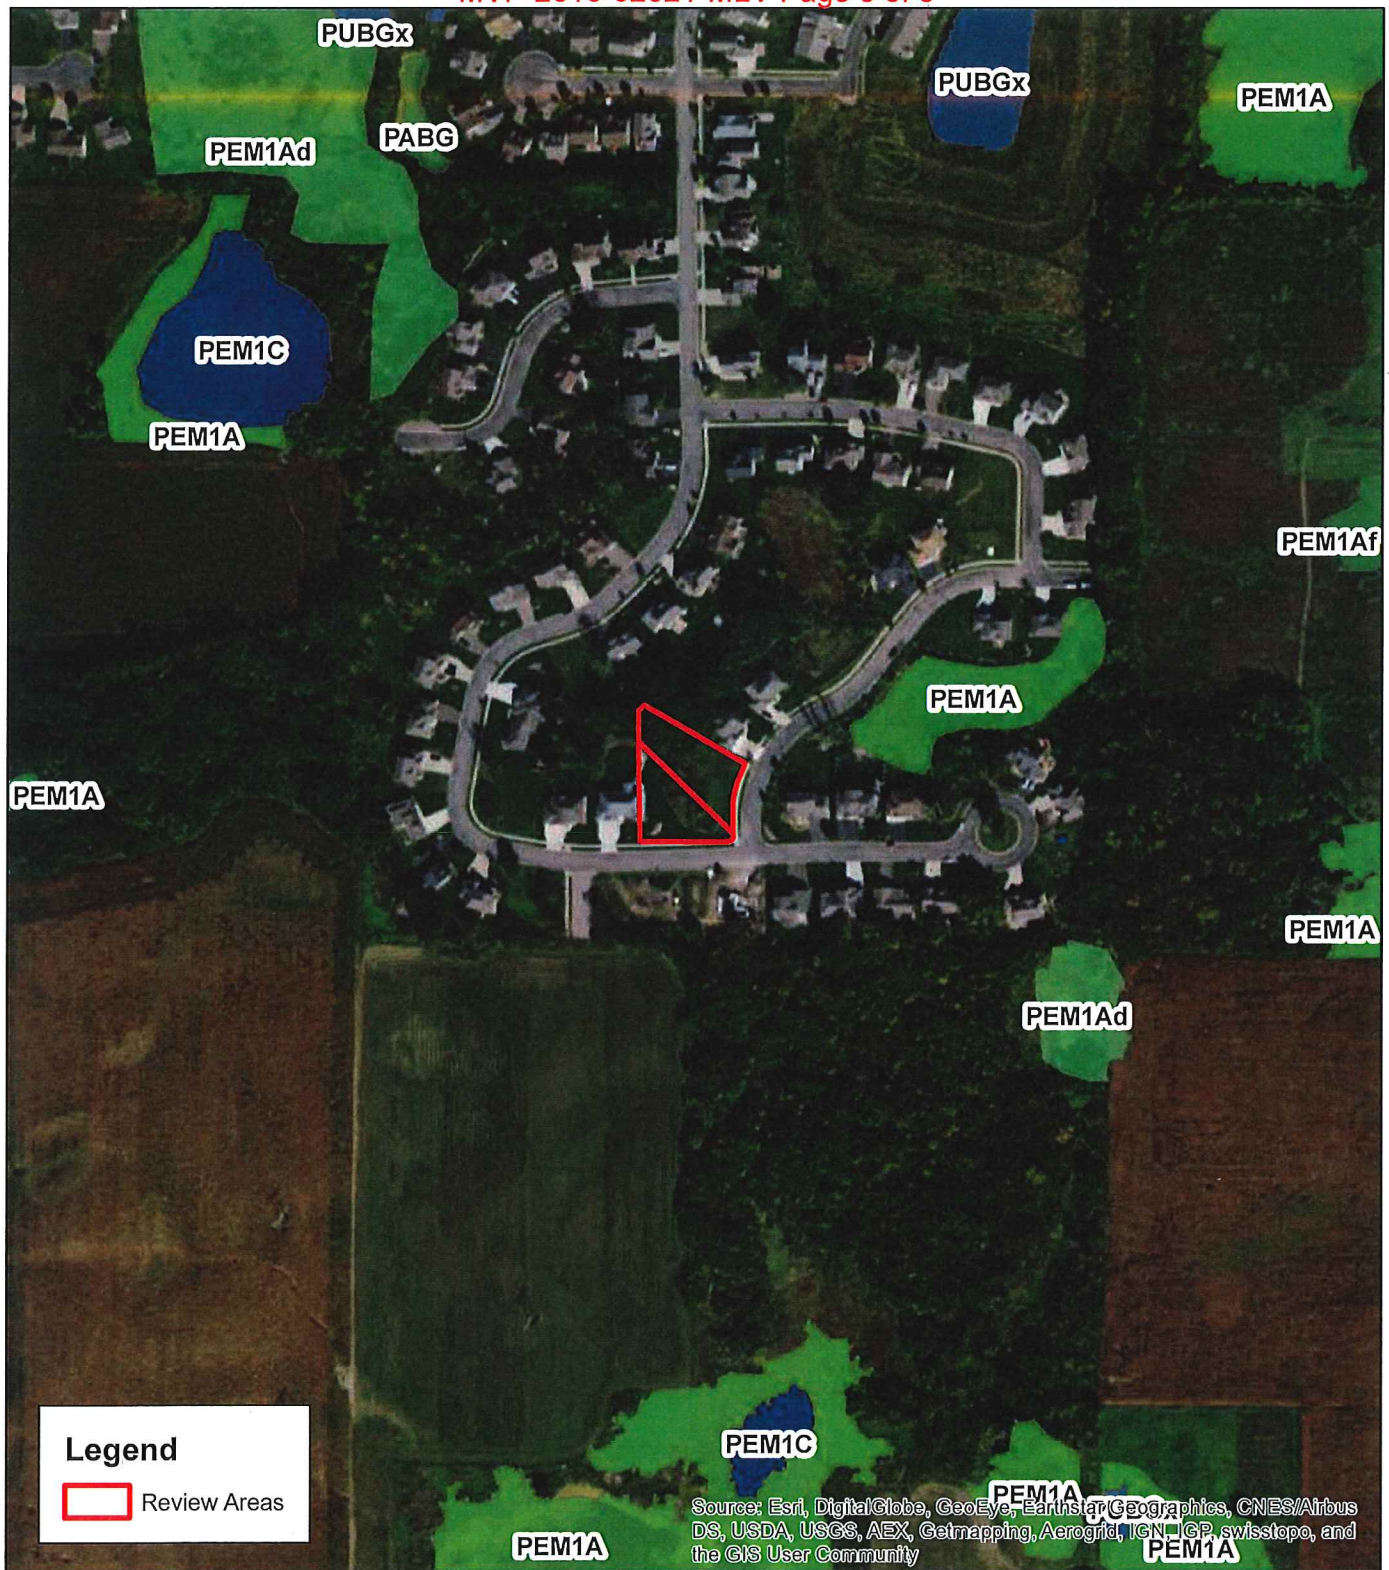 PUBGx
PUBGx
PEM1A
PABG
PEM1Ad
PEM1C
PEM1A
PEM1Af
PEM1A
PEM1A
PEM1A
PEM1Ad
PEM1C
PEM1A
PEM1A
PEM1A
Legend
Review Areas
Source: Esri, DigitalGlobe, GeoEye, Earthstar Geographics, CNES/Airbus
DS, USDA, USGS, AEX, Getmapping, Aerogrid, IGN, IGP, swisstopo, and
the GIS User Community